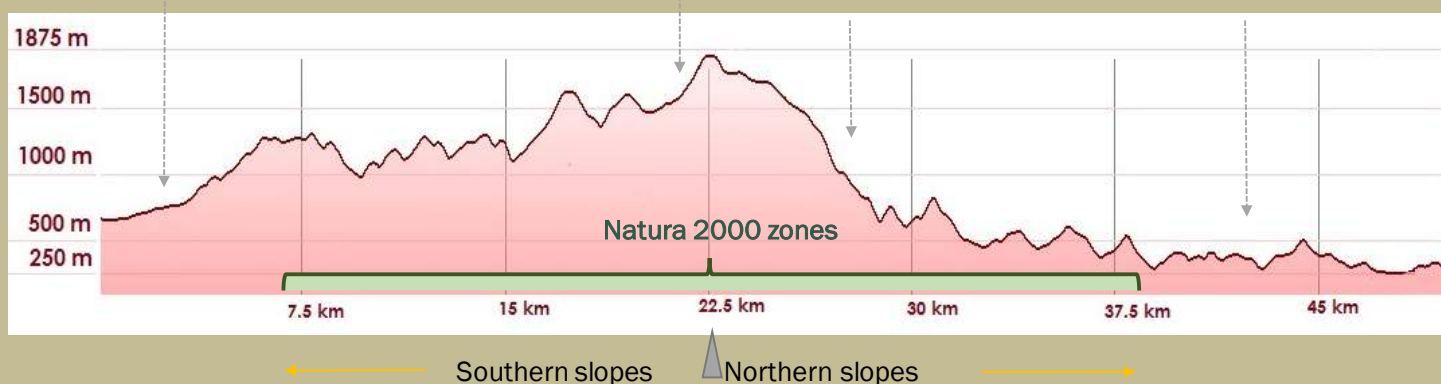 1875 m
1500 m
1000 m
500 m
250 m
Natura 2000 zones
7.5 km
15 km
22.5 km
30 km
37.5 km
45 km
Southern slopes
Northern slopes